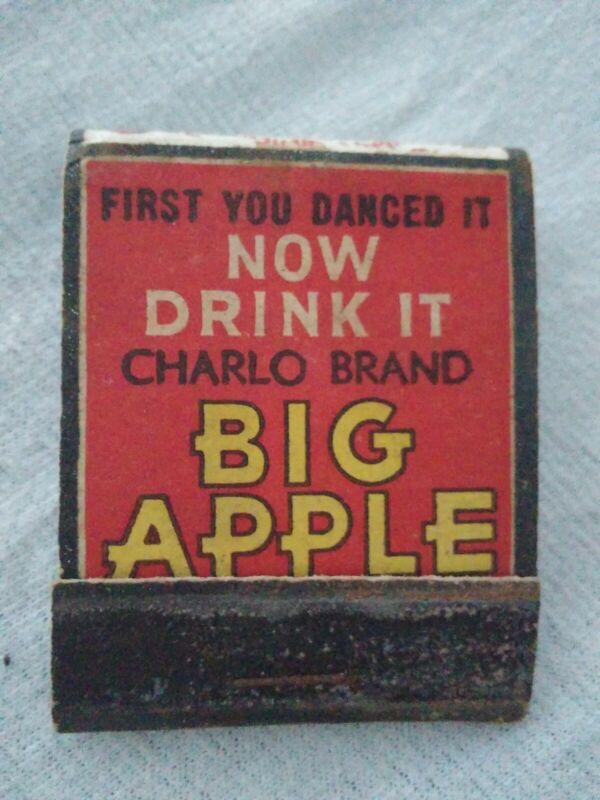 FIRST YOU DANCED IT
NOW
DRINK IT
CHARLO BRAND
BIG
APPLE